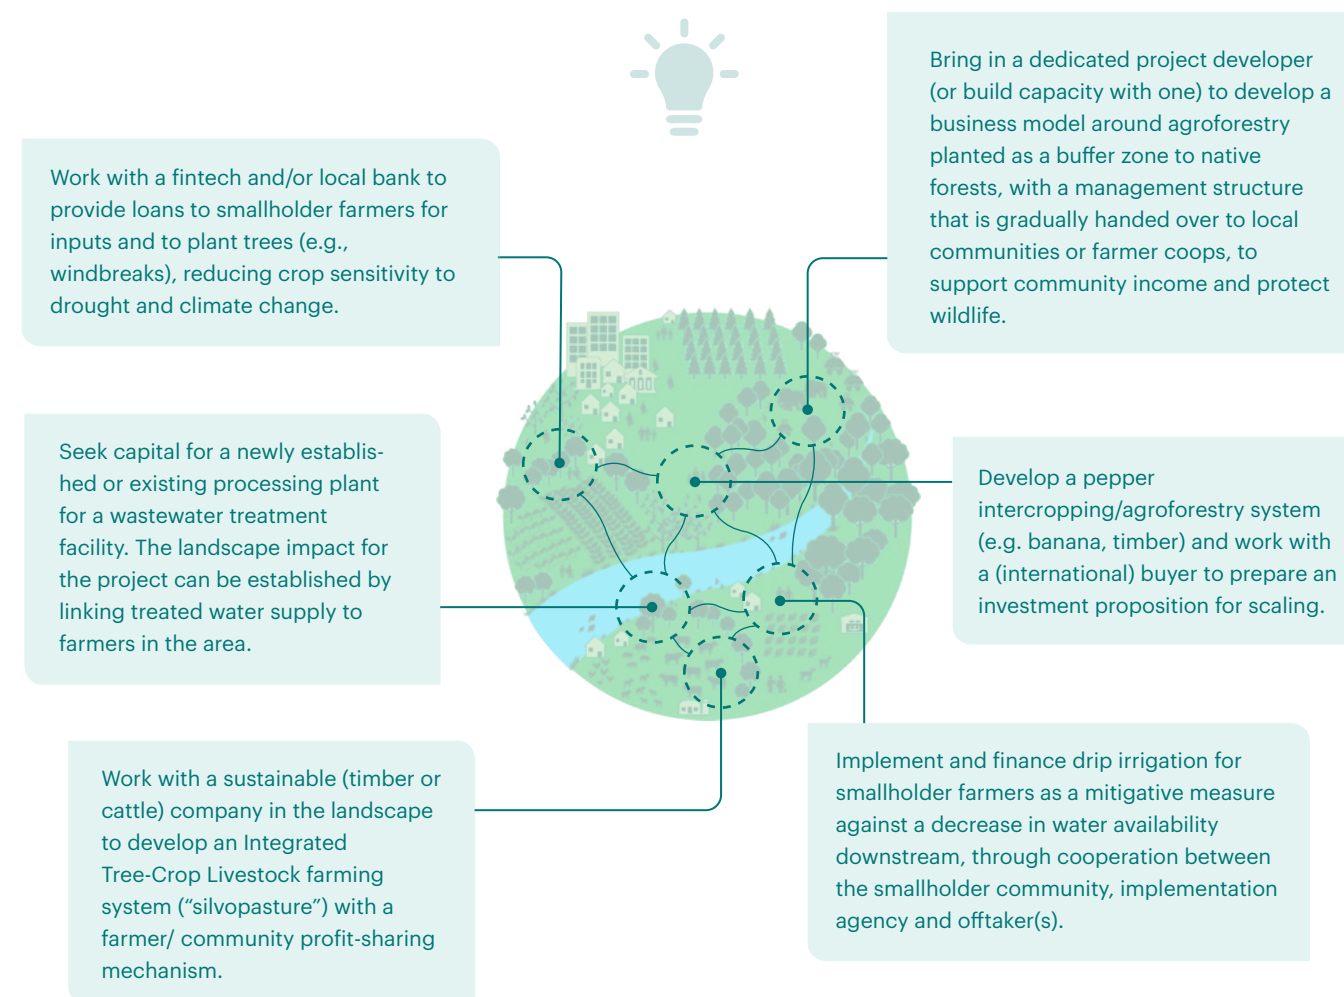 Work with a fintech and/or local bank to
provide loans to smallholder farmers for
inputs and to plant trees (e.g.,
windbreaks), reducing crop sensitivity to
drought and climate change.
Bring in a dedicated project developer
(or build capacity with one) to develop a
business model around agroforestry
planted as a buffer zone to native
forests, with a management structure
that is gradually handed over to local
communities or farmer coops, to
support community income and protect
wildlife.
Seek capital for a newly establis-
hed or existing processing plant
for a wastewater treatment
facility. The landscape impact for
the project can be established by
linking treated water supply to
farmers in the area.
Develop a pepper
intercropping/agroforestry system
(e.g. banana, timber) and work with
a (international) buyer to prepare an
investment proposition for scaling.
Work with a sustainable (timber or
cattle) company in the landscape
to develop an Integrated
Tree-Crop Livestock farming
system (“silvopasture”) with a
farmer/ community profit-sharing
mechanism.
Implement and finance drip irrigation for
smallholder farmers as a mitigative measure
against a decrease in water availability
downstream, through cooperation between
the smallholder community, implementation
agency and offtaker(s).